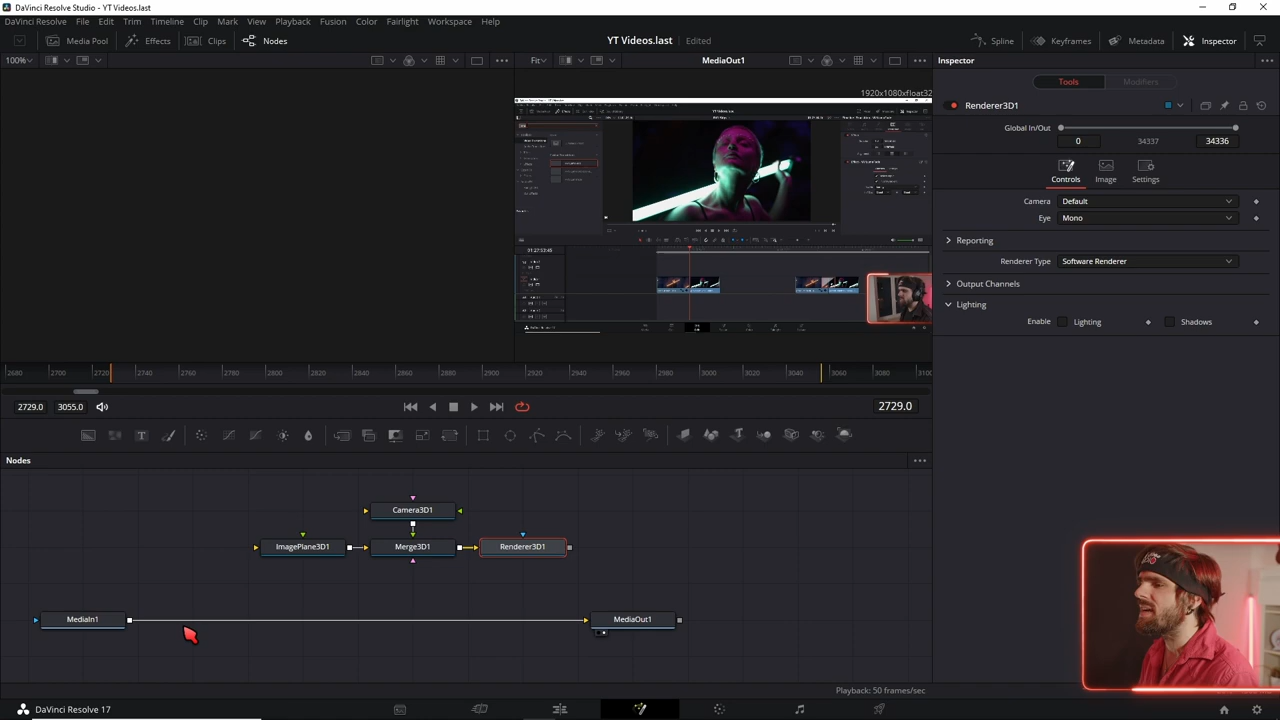 DaVinci Resolve Studio - YT Videos.last
DaVinci Resolve File Edit Trim Timeline Clip Mark View Playback Fusion Color Fairlight Workspace Help
Media Pool Effects Clips Nodes YT Videos.last Edited Spline Keyframes Metadata Inspector
100% Fit MediaOut1 Inspector
Tools Modifiers
1920x1080xfloat32
Renderer3D1
Global In/Out
0 34337 34336
Controls Image Settings
Camera Default
Eye Mono
Reporting
Renderer Type Software Renderer
Output Channels
Lighting
Enable Lighting Shadows
2680 2700 2720 2740 2760 2780 2800 2820 2840 2860 2880 2900 2920 2940 2960 2980 3000 3020 3040 3060 3080 3100
2729.0 3055.0 2729.0
Nodes
Camera3D1
ImagePlane3D1 Merge3D1 Renderer3D1
MediaIn1 MediaOut1
Playback: 50 frames/sec
DaVinci Resolve 17